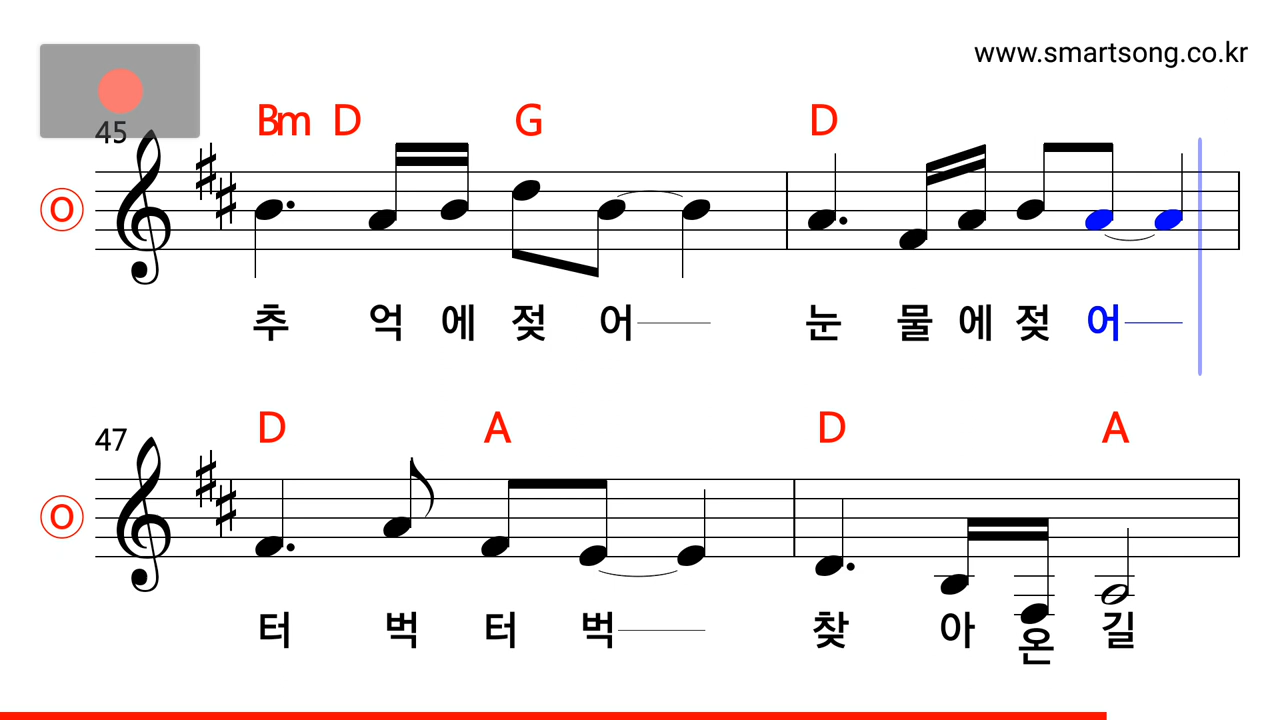 www.smartsong.co.kr
Bm D G D
45
O
추 억 에 젖 어 눈 물 에 젖 어
D A D A
47
O
터 벅 터 벅 찾 아 온 길